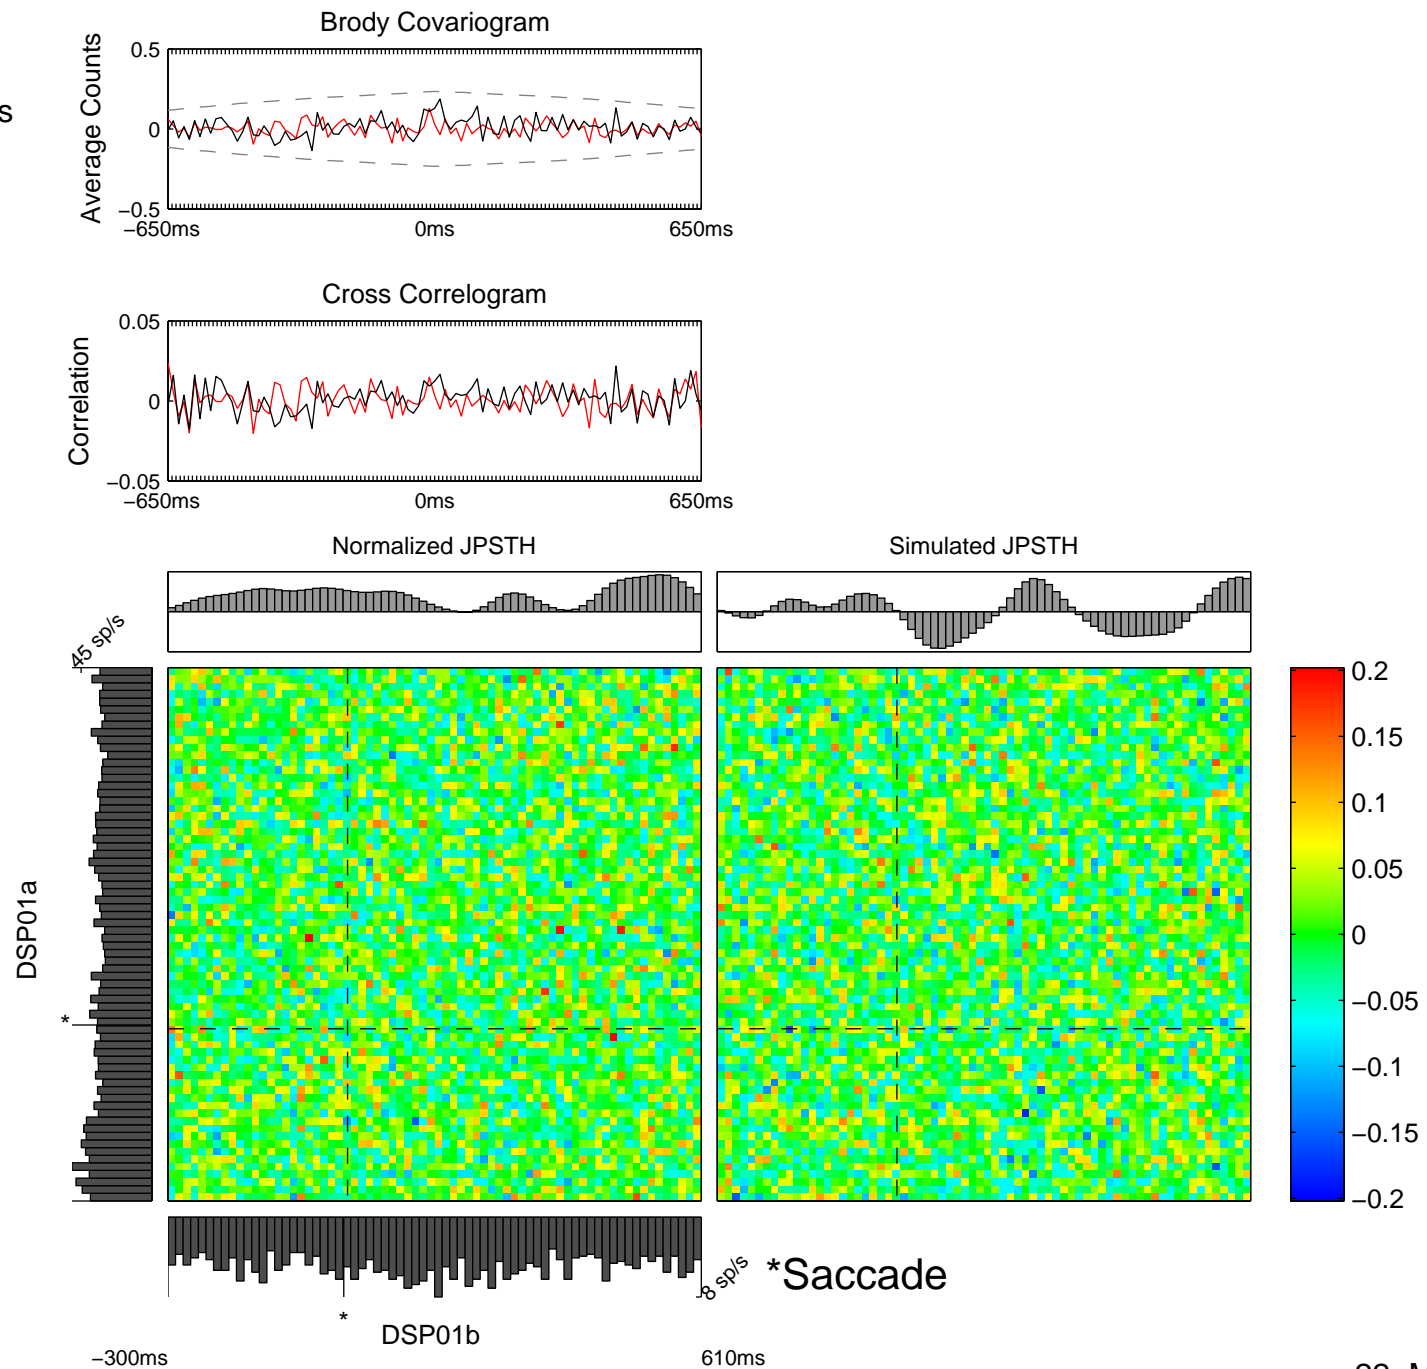 Brody Covariogram
s
Average Counts
0.5
0
−0.5
−650ms
0ms
650ms
Cross Correlogram
Correlation
0.05
0
−0.05
−650ms
0ms
650ms
Normalized JPSTH
Simulated JPSTH
45 sp/s
DSP01a
*
0.2
0.15
0.1
0.05
0
−0.05
−0.1
−0.15
−0.2
8 sp/s
*Saccade
*
DSP01b
−300ms
610ms